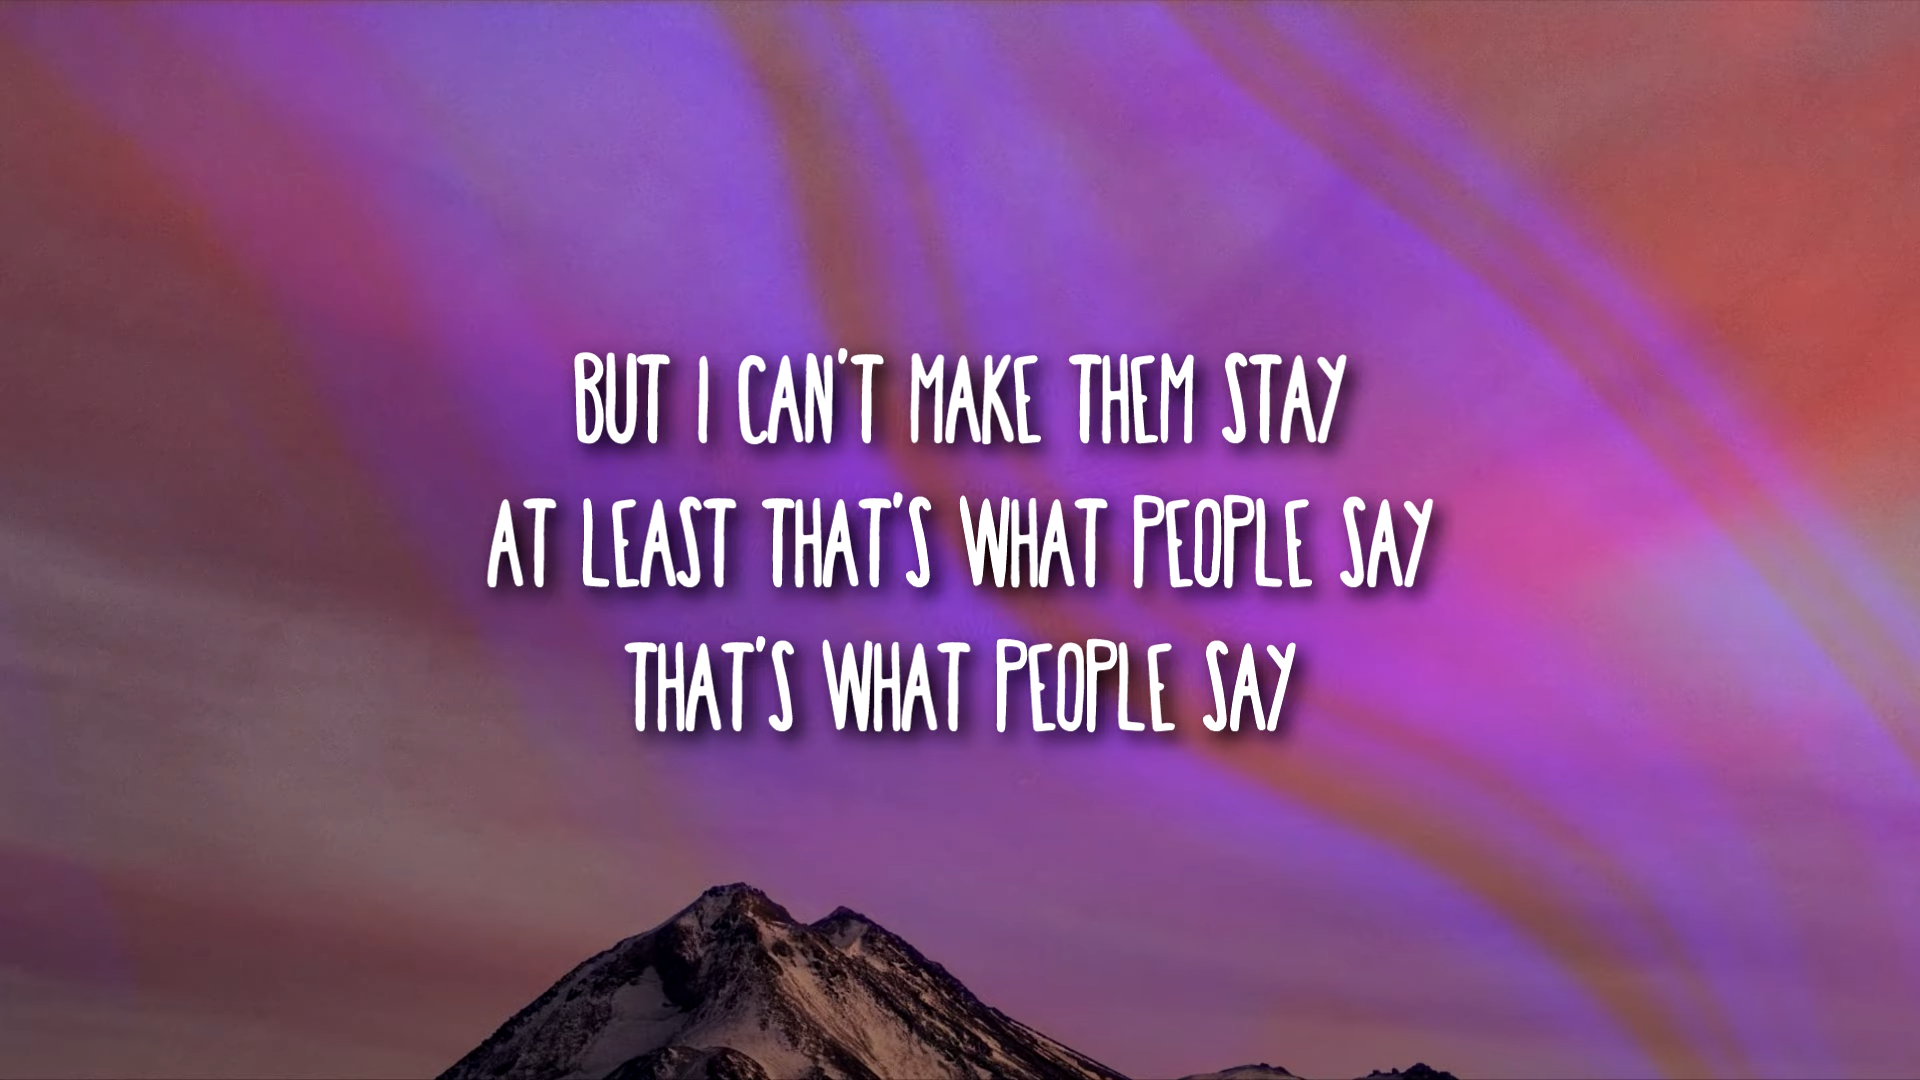 BUT I CAN'T MAKE THEM STAY
AT LEAST THAT'S WHAT PEOPLE SAY
THAT'S WHAT PEOPLE SAY